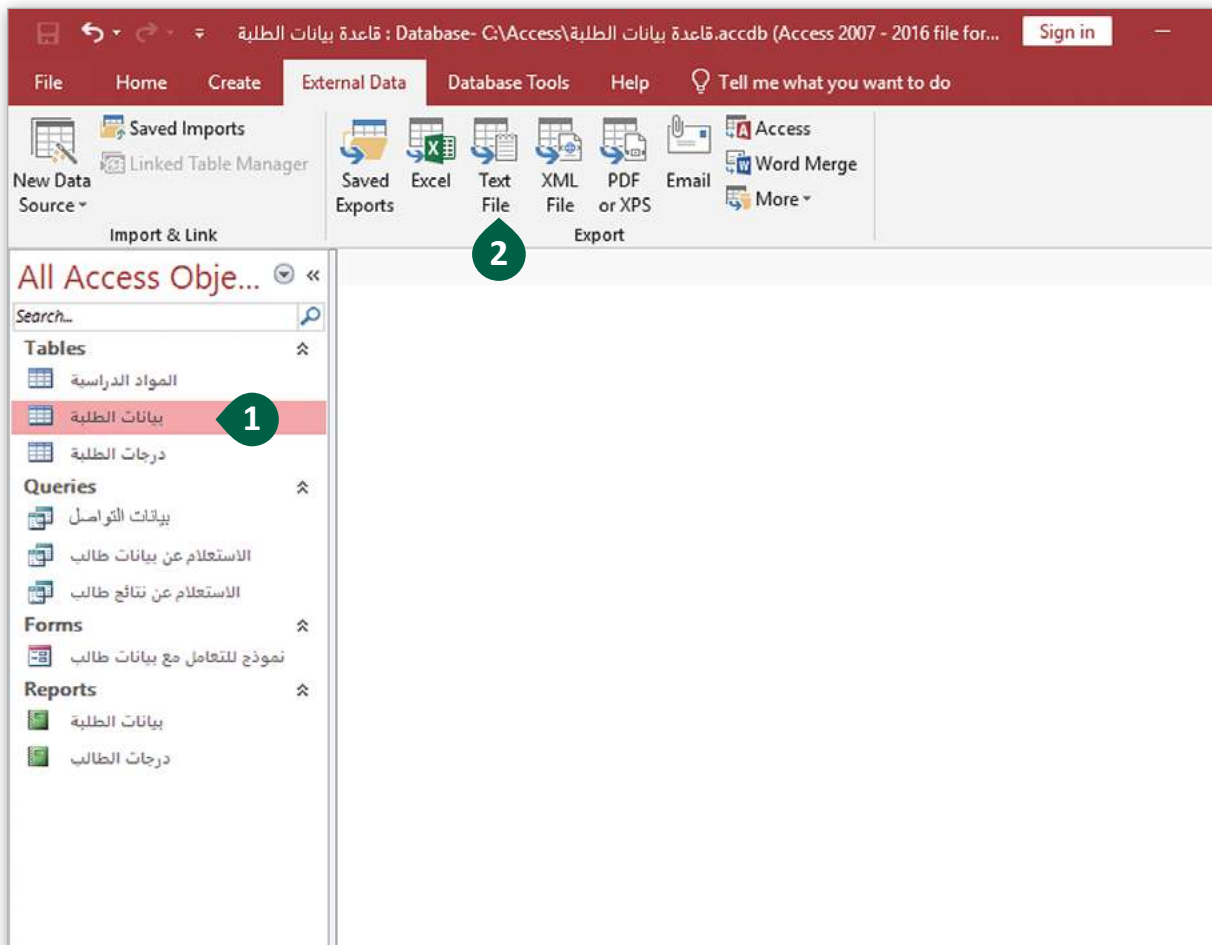 قاعدة بيانات الطلبة : Database- C:\Access\قاعدة بيانات الطلبة.accdb (Access 2007 - 2016 file for... Sign in
File Home Create External Data Database Tools Help Tell me what you want to do
Saved Imports
Linked Table Manager
New Data Source
Import & Link
Saved Exports
Excel
Text File
XML File
PDF or XPS
Email
Access
Word Merge
More
Export
2
All Access Obje...
Search...
Tables
المواد الدراسية
بيانات الطلبة
1
درجات الطلبة
Queries
بيانات التواصل
الاستعلام عن بيانات طالب
الاستعلام عن نتائج طالب
Forms
نموذج للتعامل مع بيانات طالب
Reports
بيانات الطلبة
درجات الطالب